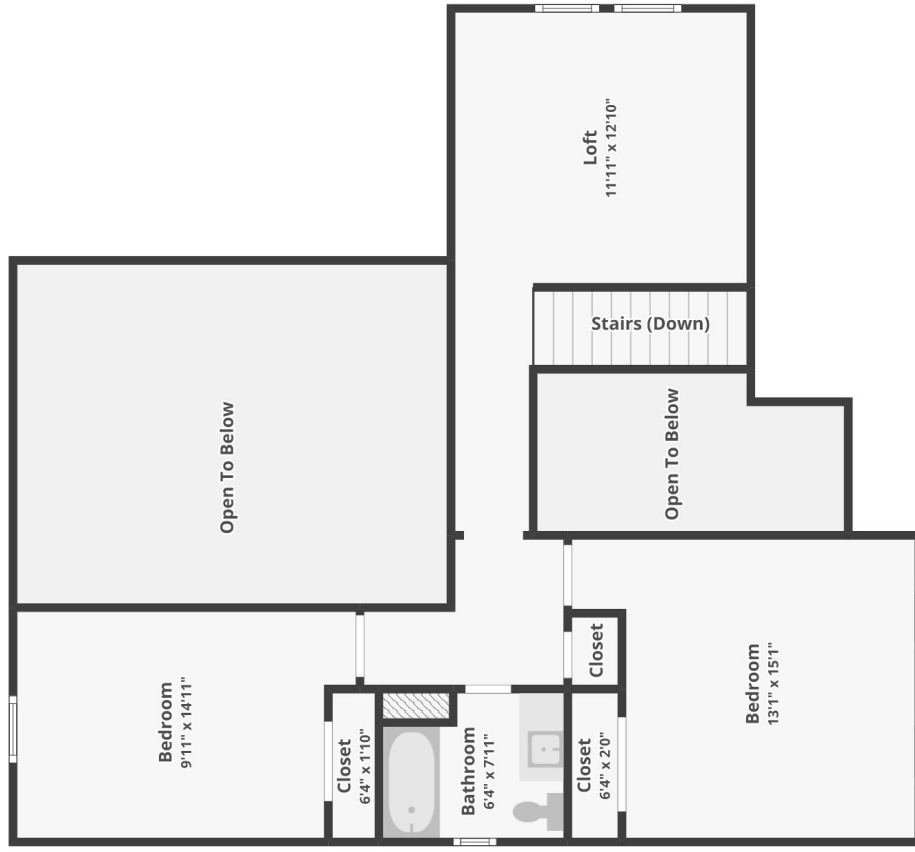 Loft
11'11" x 12'10"
Stairs (Down)
Open To Below
Open To Below
Closet
Bedroom
13'1" x 15'1"
Bedroom
9'11" x 14'11"
Closet
6'4" x 1'10"
Bathroom
6'4" x 7'11"
Closet
6'4" x 2'0"